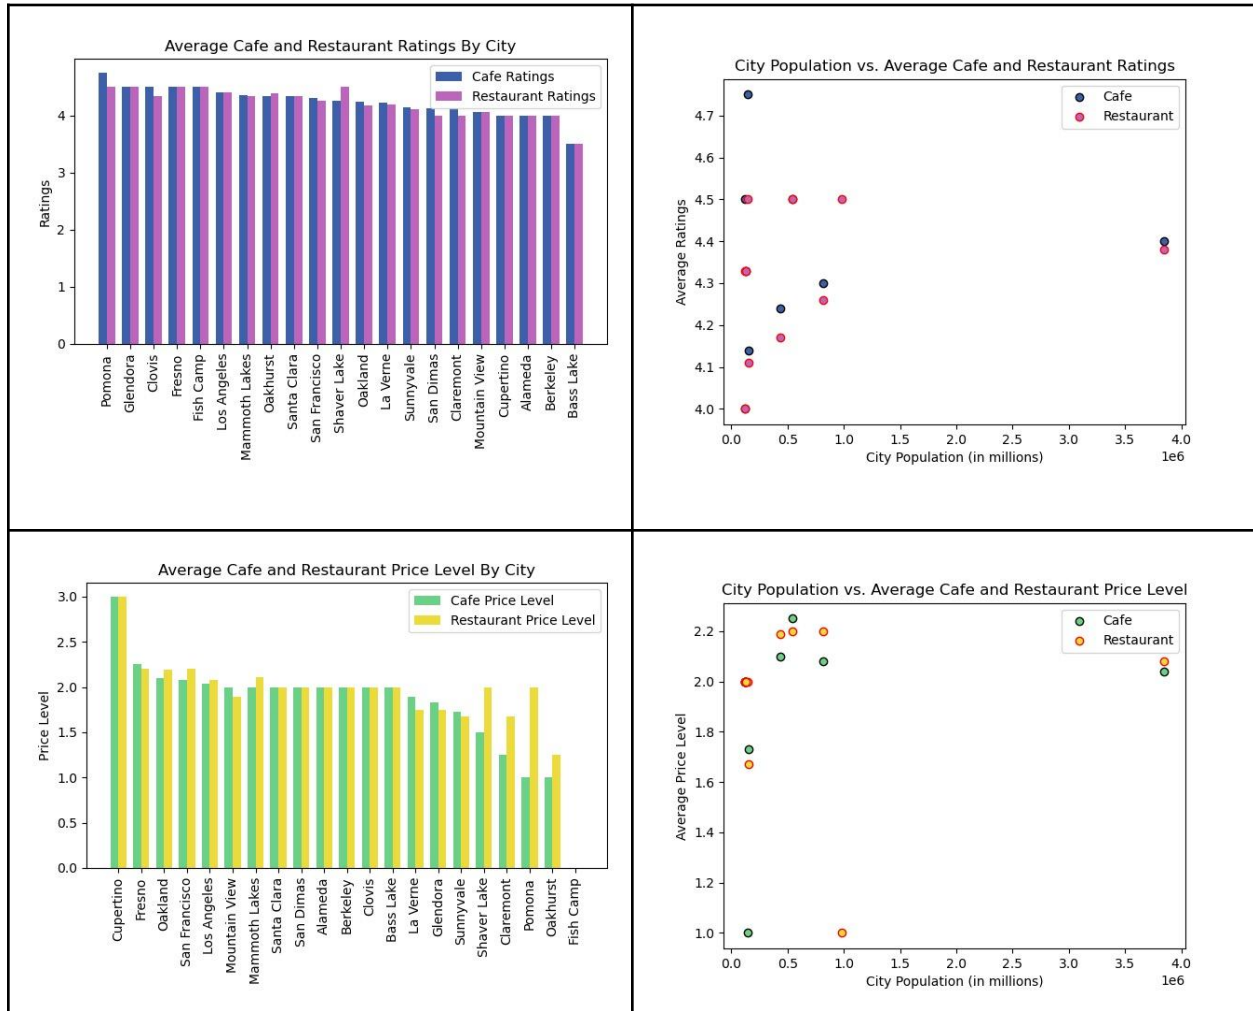 Average Cafe and Restaurant Ratings By City
Cafe Ratings
Restaurant Ratings
Ratings
4
3
2
1
0
Pomona
Glendora
Clovis
Fresno
Fish Camp
Los Angeles
Mammoth Lakes
Oakhurst
Santa Clara
San Francisco
Shaver Lake
Oakland
La Verne
Sunnyvale
San Dimas
Claremont
Mountain View
Cupertino
Alameda
Berkeley
Bass Lake
City Population vs. Average Cafe and Restaurant Ratings
Cafe
Restaurant
Average Ratings
4.7
4.6
4.5
4.4
4.3
4.2
4.1
4.0
0.0 0.5 1.0 1.5 2.0 2.5 3.0 3.5 4.0
1e6
City Population (in millions)
Average Cafe and Restaurant Price Level By City
Cafe Price Level
Restaurant Price Level
Price Level
3.0
2.5
2.0
1.5
1.0
0.5
0.0
Cupertino
Fresno
Oakland
San Francisco
Los Angeles
Mountain View
Mammoth Lakes
Santa Clara
San Dimas
Alameda
Berkeley
Clovis
Bass Lake
La Verne
Glendora
Sunnyvale
Shaver Lake
Claremont
Pomona
Oakhurst
Fish Camp
City Population vs. Average Cafe and Restaurant Price Level
Cafe
Restaurant
Average Price Level
2.2
2.0
1.8
1.6
1.4
1.2
1.0
0.0 0.5 1.0 1.5 2.0 2.5 3.0 3.5 4.0
1e6
City Population (in millions)